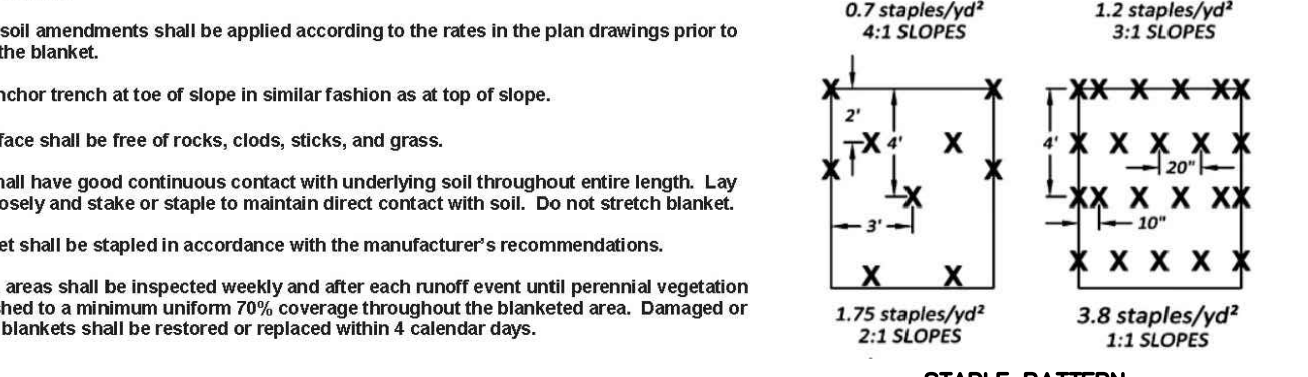 soil amendments shall be applied according to the rates in the plan drawings prior to
the blanket.
nchor trench at toe of slope in similar fashion as at top of slope.
face shall be free of rocks, clods, sticks, and grass.
hall have good continuous contact with underlying soil throughout entire length. Lay
osely and stake or staple to maintain direct contact with soil. Do not stretch blanket.
et shall be stapled in accordance with the manufacturer's recommendations.
areas shall be inspected weekly and after each runoff event until perennial vegetation
shed to a minimum uniform 70% coverage throughout the blanketed area. Damaged or
blankets shall be restored or replaced within 4 calendar days.
0.7 staples/yd²
4:1 SLOPES
1.2 staples/yd²
3:1 SLOPES
X X
2'
X 4' X
X X
X
3'
X X
1.75 staples/yd²
2:1 SLOPES
XX X X XX
4' X X X X X
20"
XX X X XX
10"
X X X X X
3.8 staples/yd²
1:1 SLOPES
STAPLE PATTERN